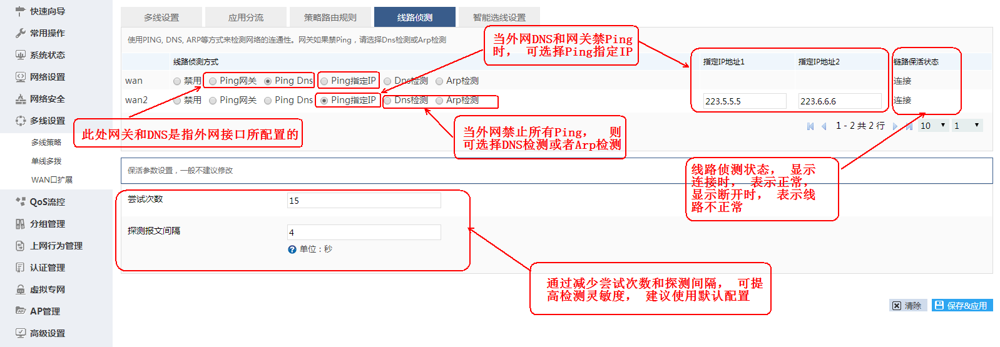 快速向导
常用操作
系统状态
网络设置
网络安全
多线设置
多线策略
单线多拨
WAN口扩展
QoS流控
分组管理
上网行为管理
认证管理
虚拟专网
AP管理
高级设置
多线设置 应用分流 策略路由规则 线路侦测 智能选线设置
使用PING, DNS, ARP等方式来检测网络的连通性。网关如果禁Ping，请选择Dns检测或Arp检测
当外网DNS和网关禁Ping
时， 可选择Ping指定IP
线路侦测方式 指定IP地址1 指定IP地址2 链路保活状态
wan 禁用 Ping网关 Ping Dns Ping指定IP Dns检测 Arp检测 连接
wan2 禁用 Ping网关 Ping Dns Ping指定IP Dns检测 Arp检测 223.5.5.5 223.6.6.6 连接
1 - 2 共 2 行 10 1
此处网关和DNS是指外网接口所配置的
当外网禁止所有Ping， 则
可选择DNS检测或者Arp检测
线路侦测状态， 显示
连接时， 表示正常，
显示断开时， 表示线
路不正常
保活参数设置，一般不建议修改
尝试次数 15
探测报文间隔 4
单位：秒
通过减少尝试次数和探测间隔， 可提
高检测灵敏度， 建议使用默认配置
清除 保存&应用